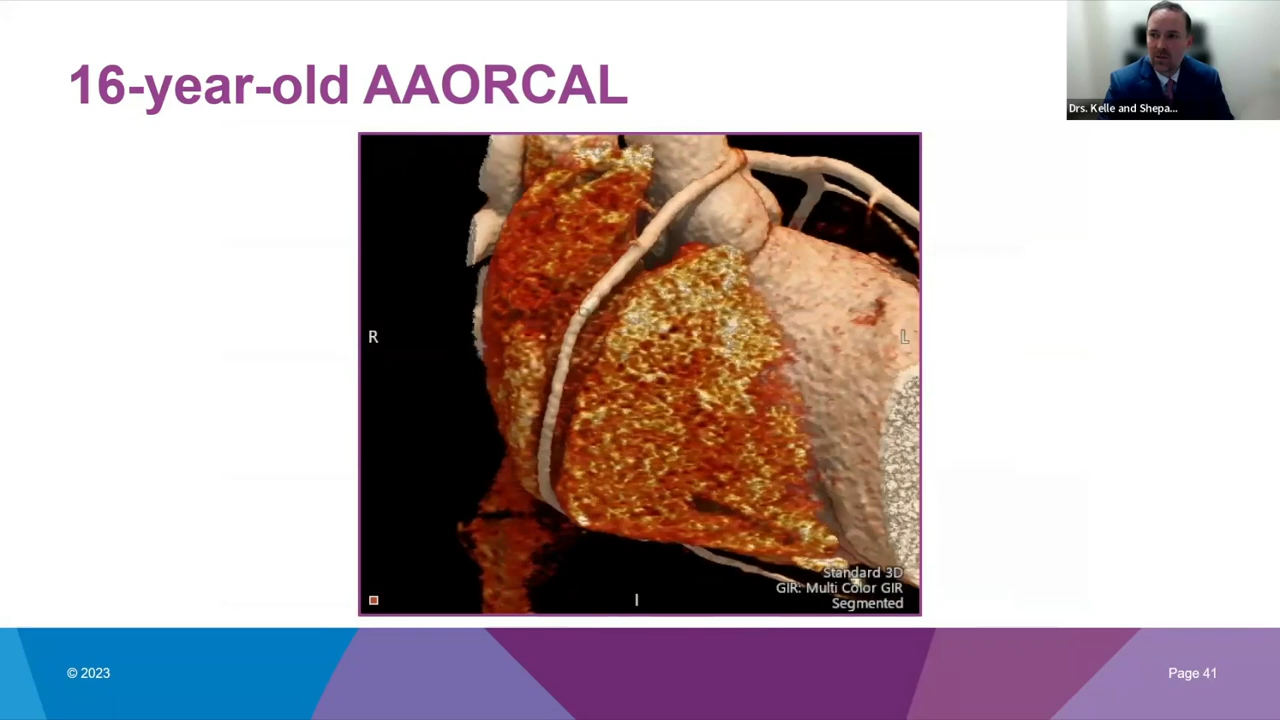 16-year-old AAORCAL
Drs. Kelle and Shepa...
R
L
Standard 3D
GIR: Multi Color GIR
Segmented
I
© 2023
Page 41